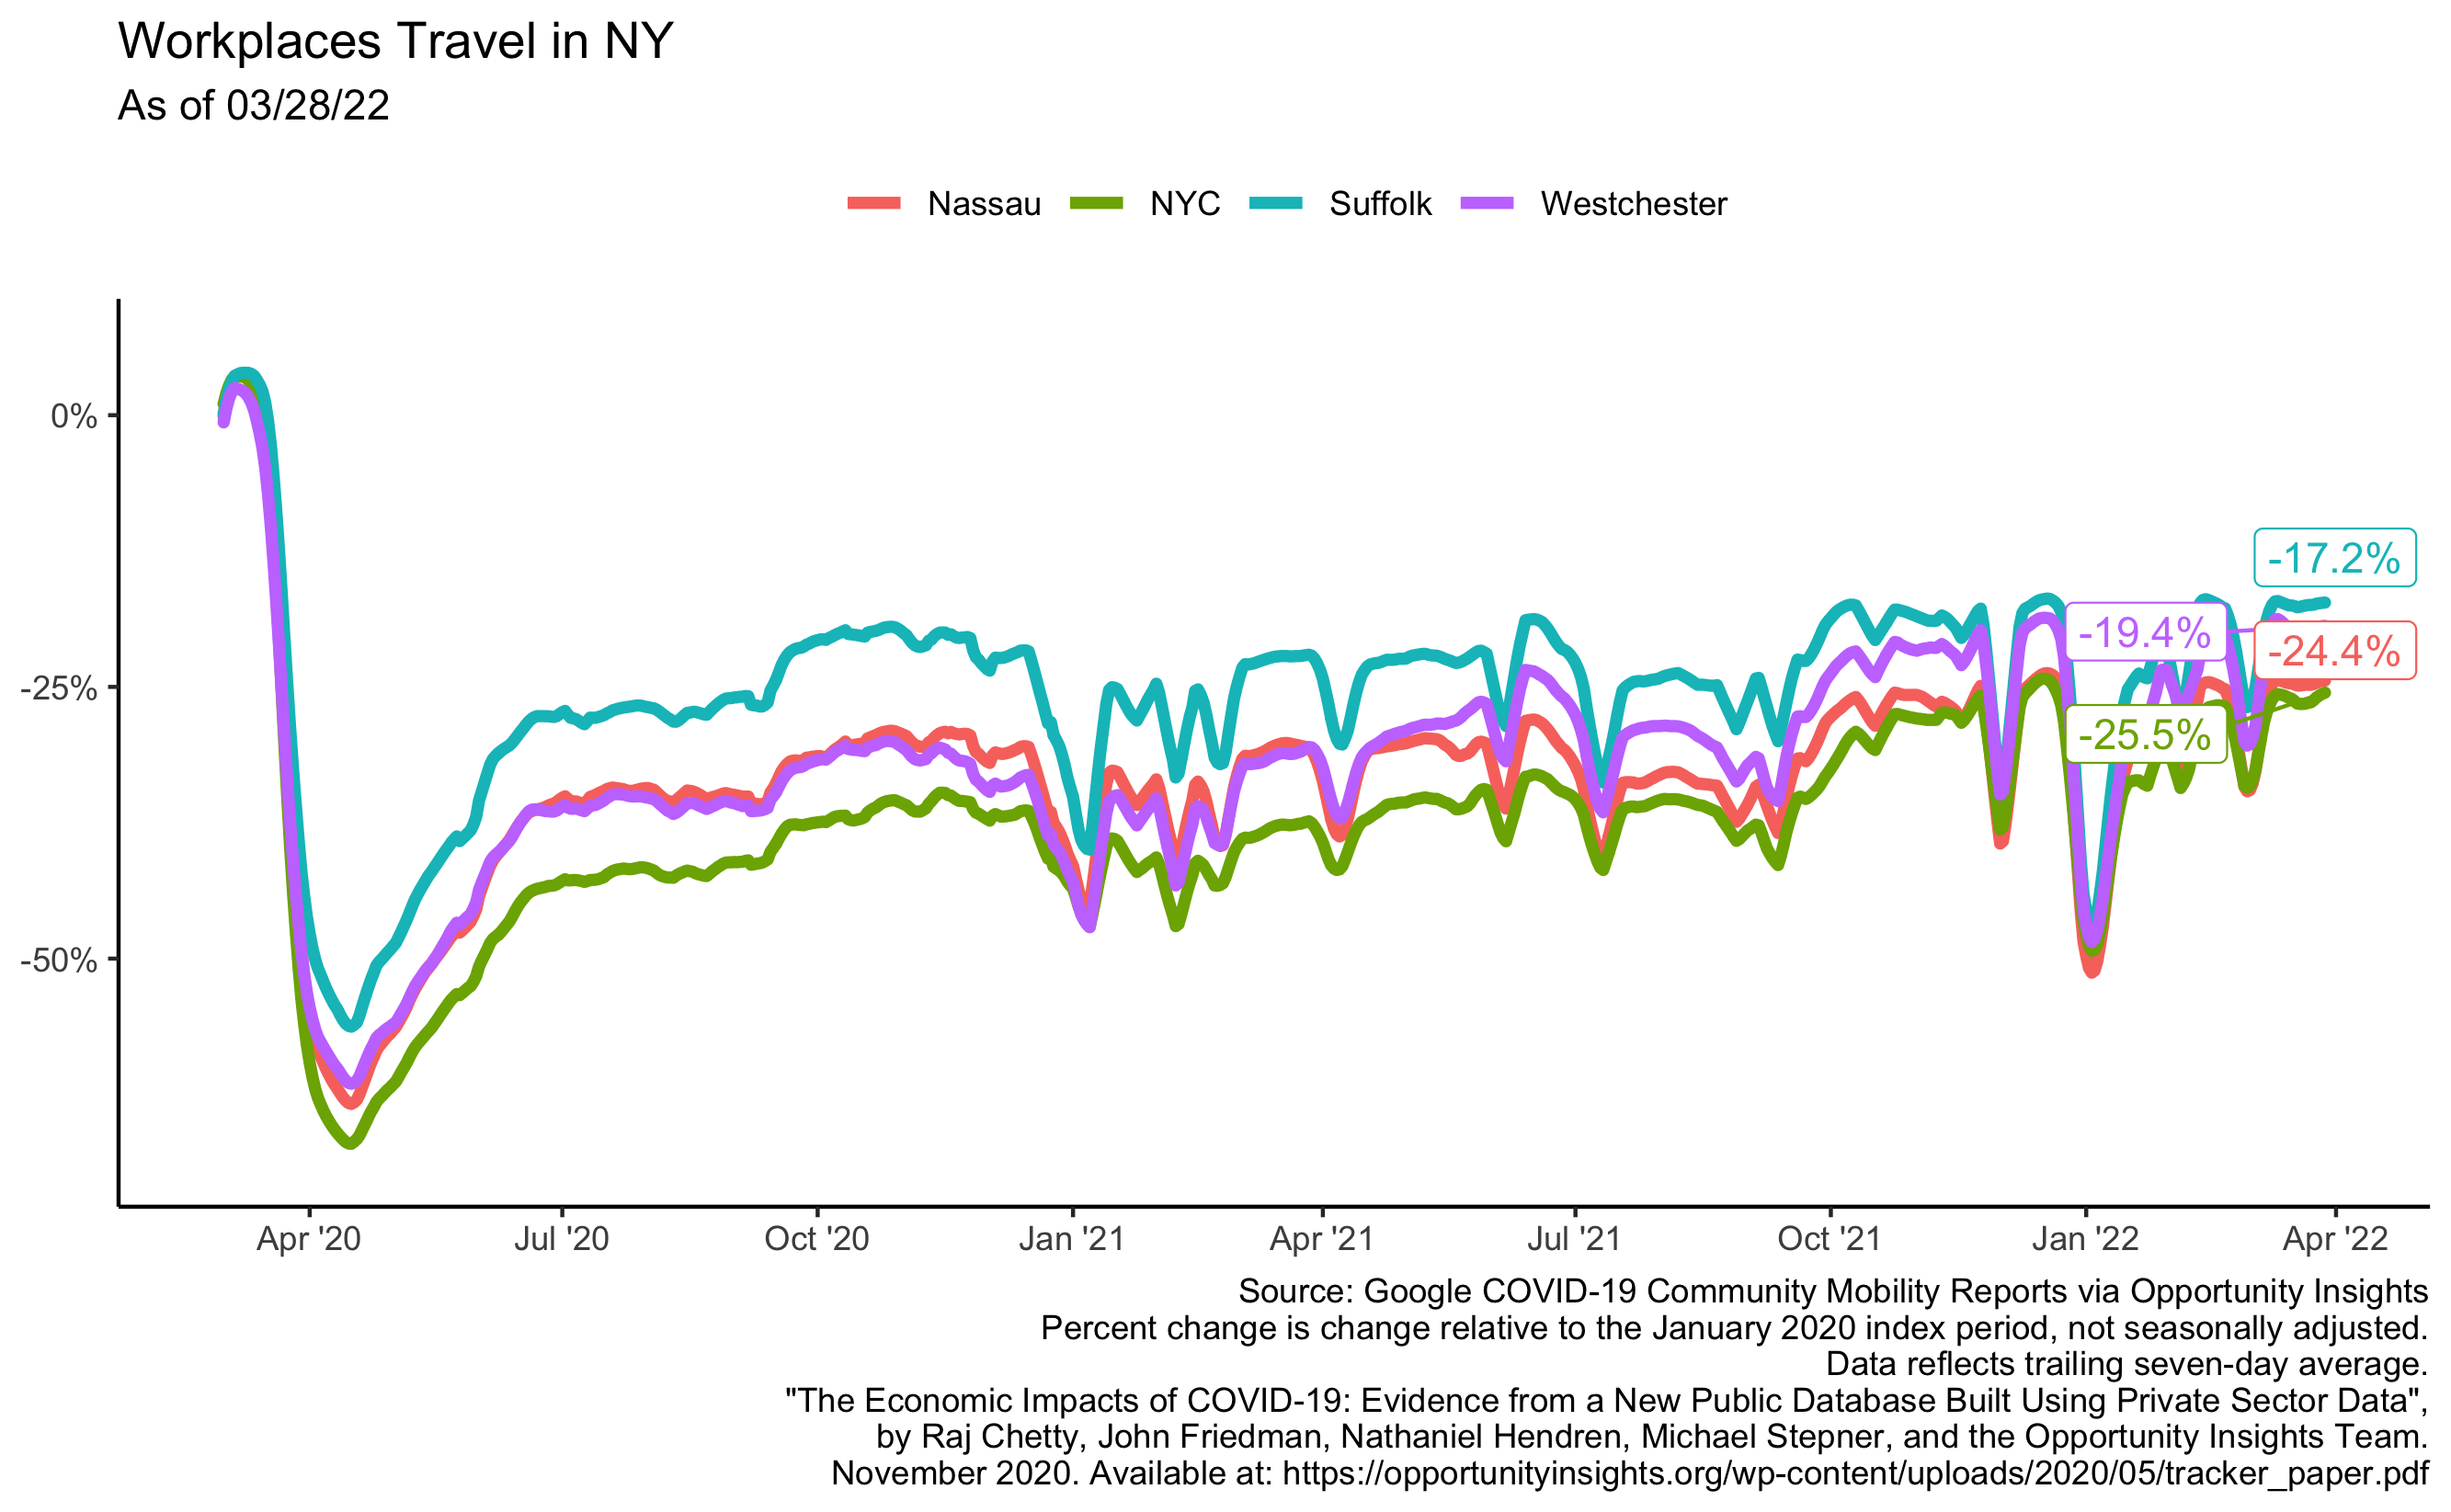 Workplaces Travel in NY
As of 03/28/22
Nassau NYC Suffolk Westchester
0%
-25%
-50%
-17.2%
-19.4%
-24.4%
-25.5%
Apr '20 Jul '20 Oct '20 Jan '21 Apr '21 Jul '21 Oct '21 Jan '22 Apr '22
Source: Google COVID-19 Community Mobility Reports via Opportunity Insights
Percent change is change relative to the January 2020 index period, not seasonally adjusted.
Data reflects trailing seven-day average.
"The Economic Impacts of COVID-19: Evidence from a New Public Database Built Using Private Sector Data",
by Raj Chetty, John Friedman, Nathaniel Hendren, Michael Stepner, and the Opportunity Insights Team.
November 2020. Available at: https://opportunityinsights.org/wp-content/uploads/2020/05/tracker_paper.pdf